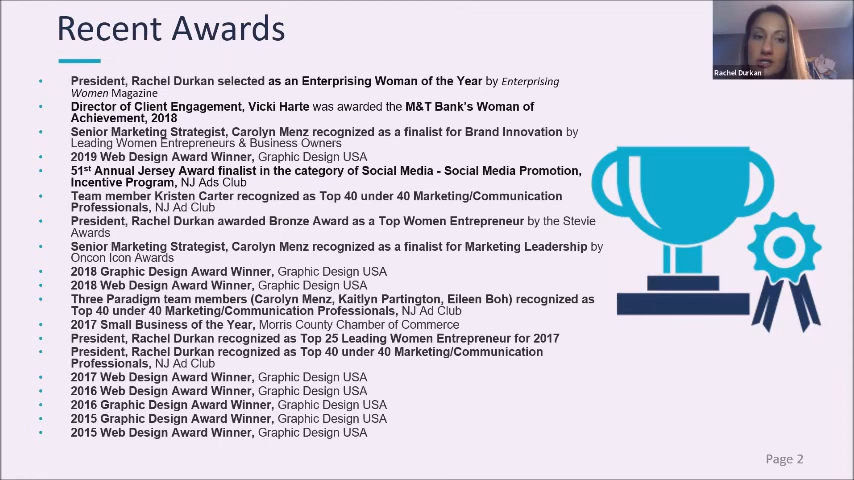 Recent Awards
Rachel Durkan
• President, Rachel Durkan selected as an Enterprising Woman of the Year by Enterprising
Women Magazine
• Director of Client Engagement, Vicki Harte was awarded the M&T Bank's Woman of
Achievement, 2018
• Senior Marketing Strategist, Carolyn Menz recognized as a finalist for Brand Innovation by
Leading Women Entrepreneurs & Business Owners
• 2019 Web Design Award Winner, Graphic Design USA
• 51st Annual Jersey Award finalist in the category of Social Media - Social Media Promotion,
Incentive Program, NJ Ads Club
• Team member Kristen Carter recognized as Top 40 under 40 Marketing/Communication
Professionals, NJ Ad Club
• President, Rachel Durkan awarded Bronze Award as a Top Women Entrepreneur by the Stevie
Awards
• Senior Marketing Strategist, Carolyn Menz recognized as a finalist for Marketing Leadership by
Oncon Icon Awards
• 2018 Graphic Design Award Winner, Graphic Design USA
• 2018 Web Design Award Winner, Graphic Design USA
• Three Paradigm team members (Carolyn Menz, Kaitlyn Partington, Eileen Boh) recognized as
Top 40 under 40 Marketing/Communication Professionals, NJ Ad Club
• 2017 Small Business of the Year, Morris County Chamber of Commerce
• President, Rachel Durkan recognized as Top 25 Leading Women Entrepreneur for 2017
• President, Rachel Durkan recognized as Top 40 under 40 Marketing/Communication
Professionals, NJ Ad Club
• 2017 Web Design Award Winner, Graphic Design USA
• 2016 Web Design Award Winner, Graphic Design USA
• 2016 Graphic Design Award Winner, Graphic Design USA
• 2015 Graphic Design Award Winner, Graphic Design USA
• 2015 Web Design Award Winner, Graphic Design USA
Page 2